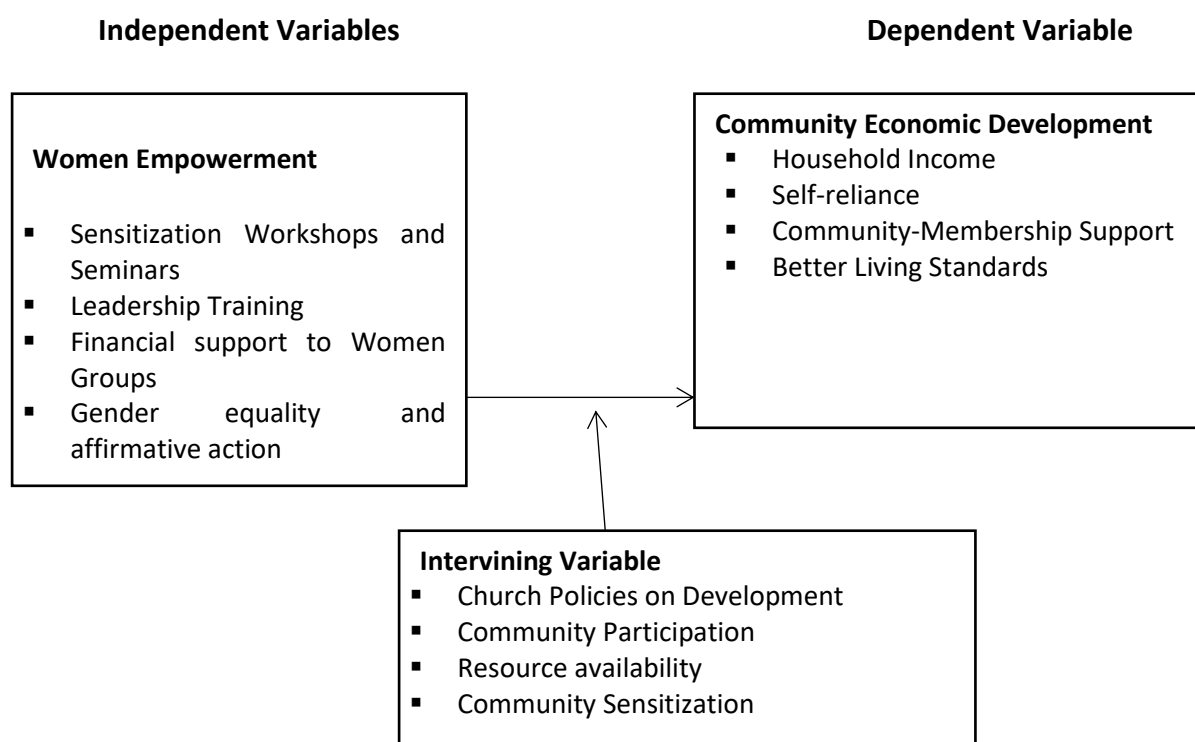 Independent Variables
Dependent Variable
Women Empowerment
▪ Sensitization Workshops and
Seminars
▪ Leadership Training
▪ Financial support to Women
Groups
▪ Gender equality and
affirmative action
Community Economic Development
▪ Household Income
▪ Self-reliance
▪ Community-Membership Support
▪ Better Living Standards
Intervining Variable
▪ Church Policies on Development
▪ Community Participation
▪ Resource availability
▪ Community Sensitization